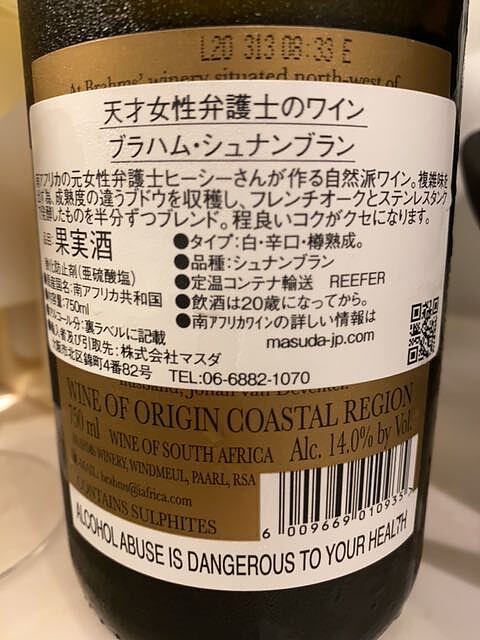 L20 313 08:33 E
At Brahms' winery situated north-west of
天才女性弁護士のワイン
ブラハム・シュナンブラン
南アフリカの元女性弁護士ヒーシーさんが作る自然派ワイン。複雑味を
出す為、成熟度の違うブドウを収穫し、フレンチオークとステンレスタンク
で発酵したものを半分ずつブレンド。程良いコクがクセになります。
品名:果実酒
酸化防止剤(亜硫酸塩)
原産国名:南アフリカ共和国
内容量:750ml
アルコール分:裏ラベルに記載
輸入者及び引取先:株式会社マスダ
大阪市北区錦町4番82号 TEL:06-6882-1070
●タイプ:白・辛口・樽熟成。
●品種:シュナンブラン
●定温コンテナ輸送 REEFER
●飲酒は20歳になってから。
●南アフリカワインの詳しい情報は
masuda-jp.com
husband, Johan van Deventer.
WINE OF ORIGIN COASTAL REGION
750 ml WINE OF SOUTH AFRICA Alc. 14.0% by Vol.
BRAHMS WINERY, WINDMEUL, PAARL, RSA
E-MAIL: brahms@iafrica.com
CONTAINS SULPHITES
6 009669 010935
ALCOHOL ABUSE IS DANGEROUS TO YOUR HEALTH